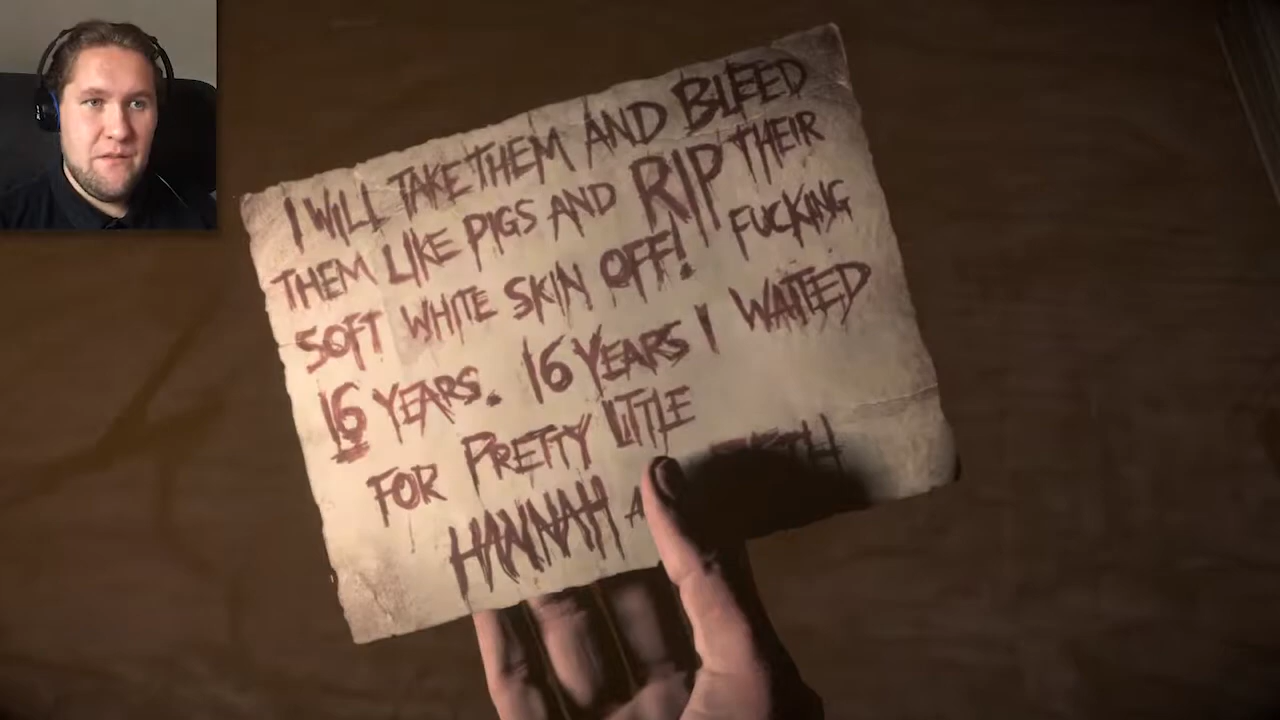 I WILL TAKE THEM AND BLEED
THEM LIKE PIGS AND RIP THEIR
SOFT WHITE SKIN OFF! FUCKING
16 YEARS. 16 YEARS I WAITED
FOR PRETTY LITTLE
HANNAH